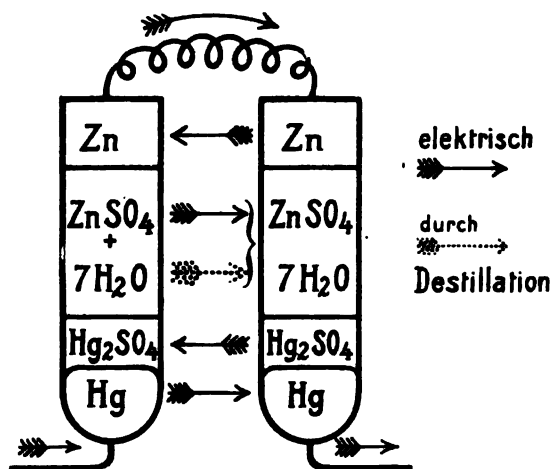 Zn
ZnSO₄
+
7H₂O
Hg₂SO₄
Hg
Zn
ZnSO₄
7H₂O
Hg₂SO₄
Hg
elektrisch
durch
Destillation